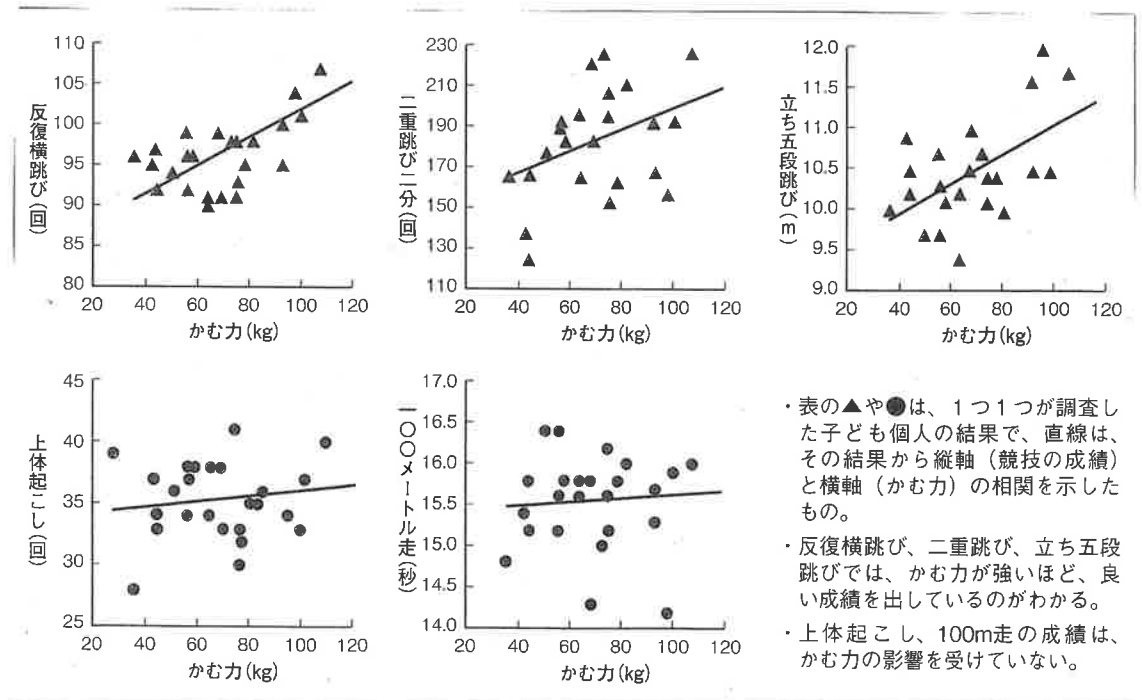 反復横跳び(回)
110
105
100
95
90
85
80
20 40 60 80 100 120
かむ力(kg)
二重跳び二分(回)
230
210
190
170
150
130
110
20 40 60 80 100 120
かむ力(kg)
立ち五段跳び(m)
12.0
11.5
11.0
10.5
10.0
9.5
9.0
20 40 60 80 100 120
かむ力(kg)
上体起こし(回)
45
40
35
30
25
20 40 60 80 100 120
かむ力(kg)
一〇〇メートル走(秒)
17.0
16.5
16.0
15.5
15.0
14.5
14.0
20 40 60 80 100 120
かむ力(kg)
・表の▲や●は、1つ1つが調査し
た子ども個人の結果で、直線は、
その結果から縦軸(競技の成績)
と横軸(かむ力)の相関を示した
もの。
・反復横跳び、二重跳び、立ち五段
跳びでは、かむ力が強いほど、良
い成績を出しているのがわかる。
・上体起こし、100m走の成績は、
かむ力の影響を受けていない。